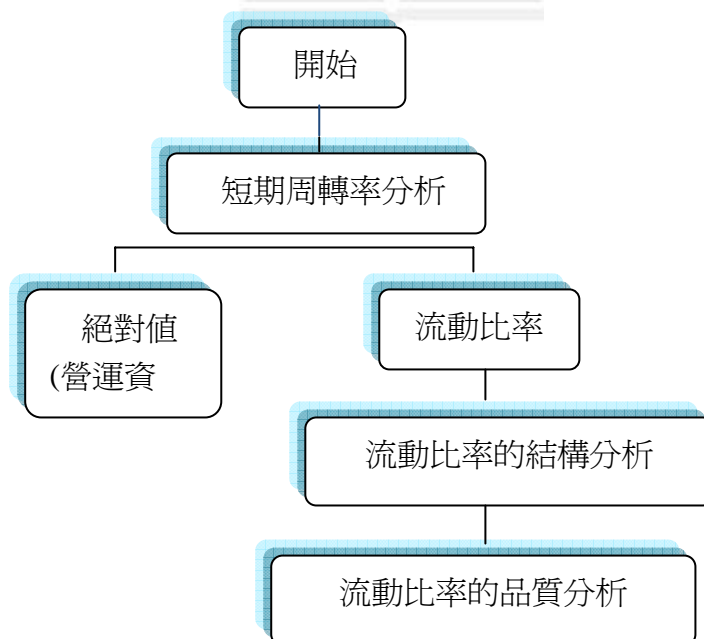 開始
短期周轉率分析
絕對值
(營運資
流動比率
流動比率的結構分析
流動比率的品質分析